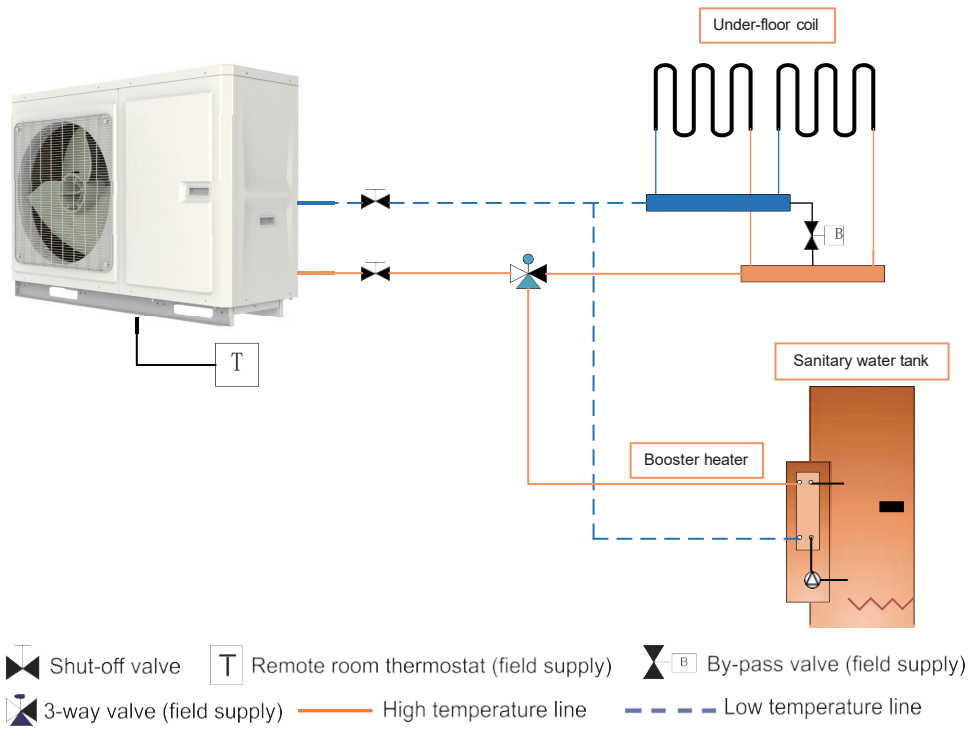 Under-floor coil
B
T
Sanitary water tank
Booster heater
Shut-off valve
T
Remote room thermostat (field supply)
B
By-pass valve (field supply)
3-way valve (field supply)
High temperature line
Low temperature line